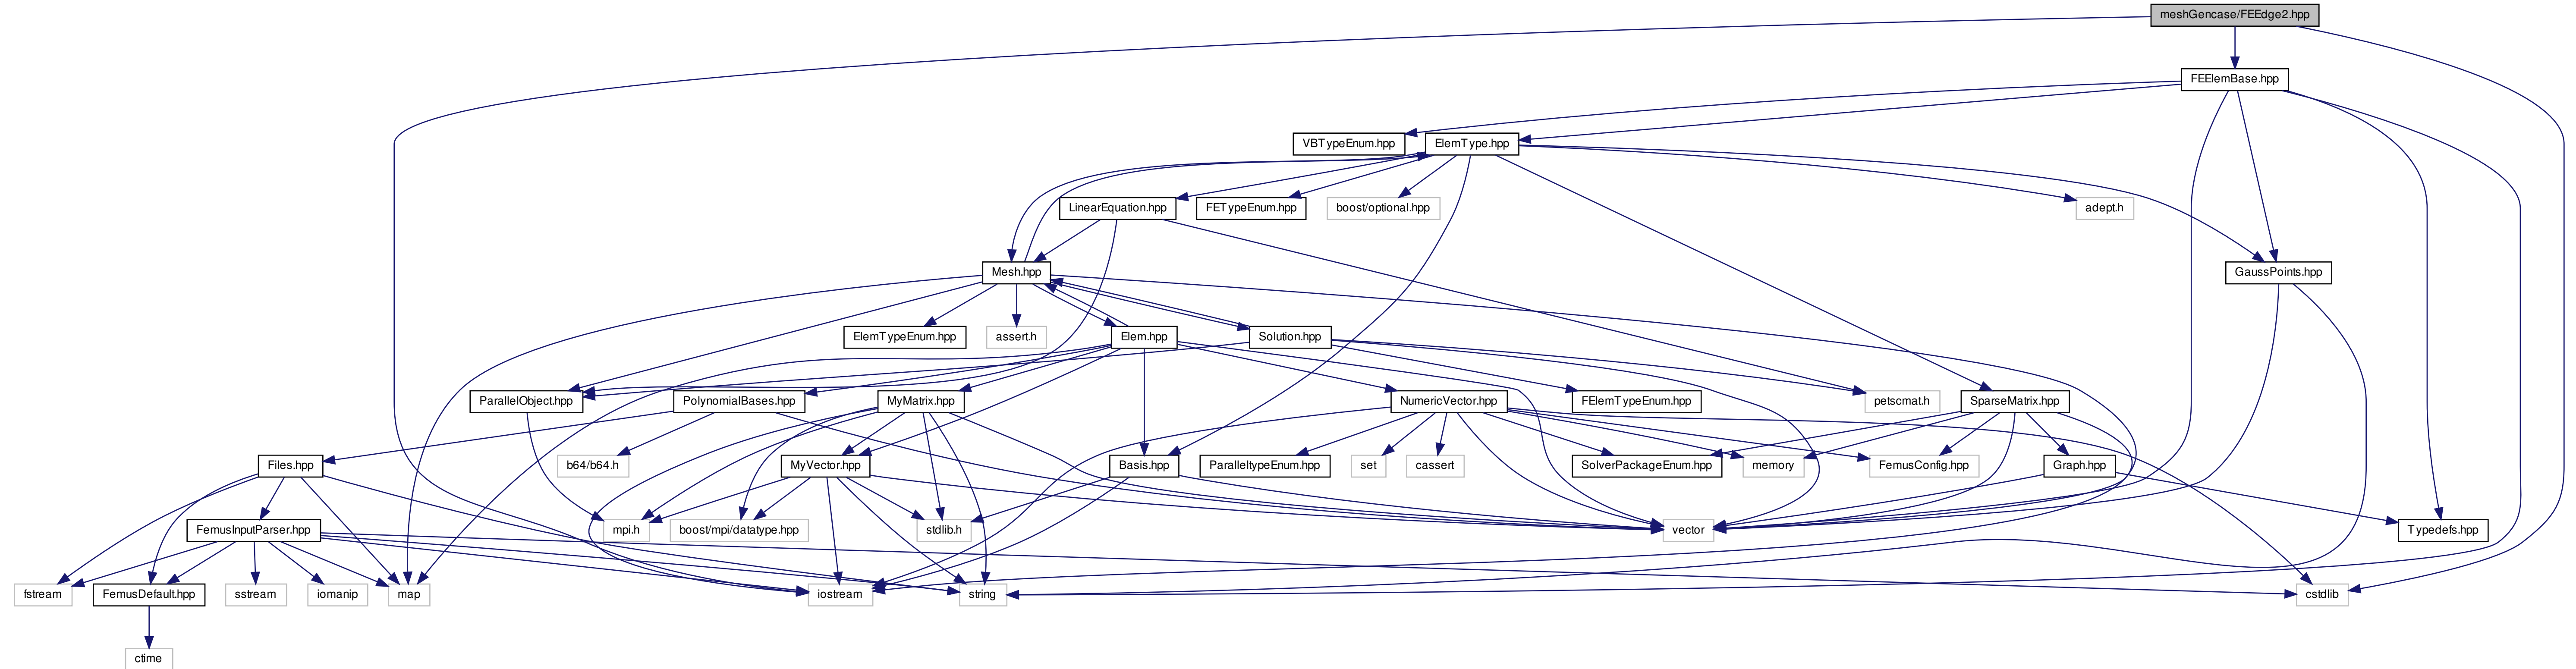 meshGencase/FEEdge2.hpp
FEElemBase.hpp
VBTypeEnum.hpp
ElemType.hpp
LinearEquation.hpp
FETypeEnum.hpp
boost/optional.hpp
adept.h
Mesh.hpp
GaussPoints.hpp
ElemTypeEnum.hpp
assert.h
Elem.hpp
Solution.hpp
ParallelObject.hpp
PolynomialBases.hpp
MyMatrix.hpp
NumericVector.hpp
FElemTypeEnum.hpp
petscmat.h
SparseMatrix.hpp
Files.hpp
b64/b64.h
MyVector.hpp
Basis.hpp
ParalleltypeEnum.hpp
set
cassert
SolverPackageEnum.hpp
memory
FemusConfig.hpp
Graph.hpp
FemusInputParser.hpp
mpi.h
boost/mpi/datatype.hpp
stdlib.h
vector
Typedefs.hpp
fstream
FemusDefault.hpp
sstream
iomanip
map
iostream
string
cstdlib
ctime